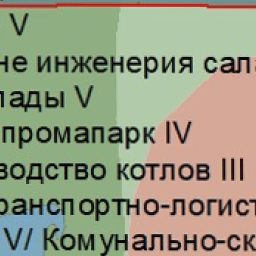 V
не инженерия сала
лады V
промапарк IV
водство котлов III
ранспортно-логист
V/ Комунально-ск